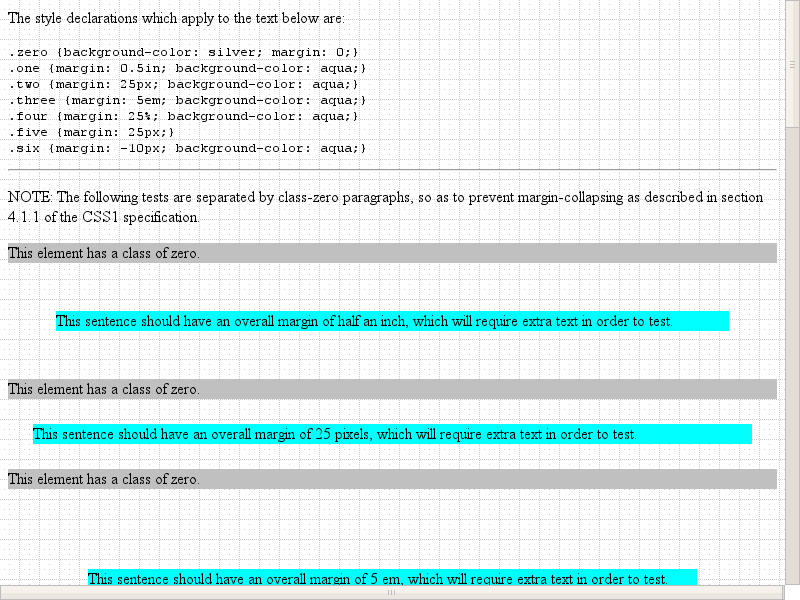 The style declarations which apply to the text below are:
.zero {background-color: silver; margin: 0;}
.one {margin: 0.5in; background-color: aqua;}
.two {margin: 25px; background-color: aqua;}
.three {margin: 5em; background-color: aqua;}
.four {margin: 25%; background-color: aqua;}
.five {margin: 25px;}
.six {margin: -10px; background-color: aqua;}
NOTE: The following tests are separated by class-zero paragraphs, so as to prevent margin-collapsing as described in section
4.1.1 of the CSS1 specification.
This element has a class of zero.
This sentence should have an overall margin of half an inch, which will require extra text in order to test.
This element has a class of zero.
This sentence should have an overall margin of 25 pixels, which will require extra text in order to test.
This element has a class of zero.
This sentence should have an overall margin of 5 em, which will require extra text in order to test.